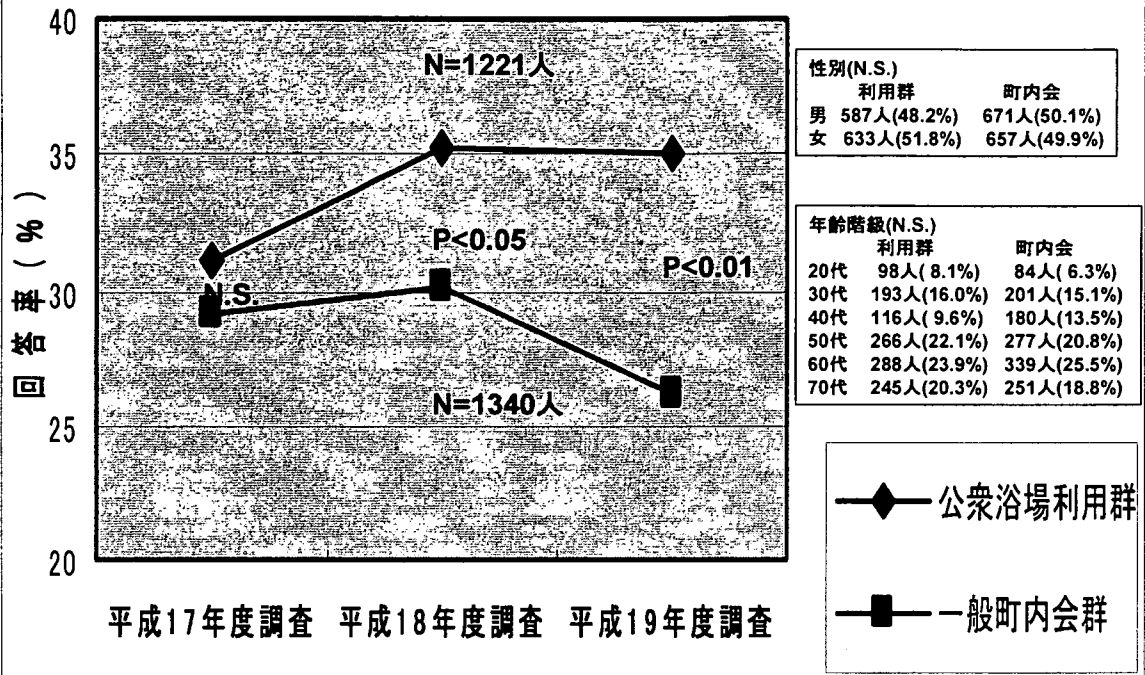 40
35
30
25
20
回答率(%)
N=1221人
P<0.05
P<0.01
N.S.
N=1340人
平成17年度調査 平成18年度調査 平成19年度調査
性別(N.S.)
利用群 町内会
男 587人(48.2%) 671人(50.1%)
女 633人(51.8%) 657人(49.9%)
年齢階級(N.S.)
利用群 町内会
20代 98人( 8.1%) 84人( 6.3%)
30代 193人(16.0%) 201人(15.1%)
40代 116人( 9.6%) 180人(13.5%)
50代 266人(22.1%) 277人(20.8%)
60代 288人(23.9%) 339人(25.5%)
70代 245人(20.3%) 251人(18.8%)
公衆浴場利用群
一般町内会群